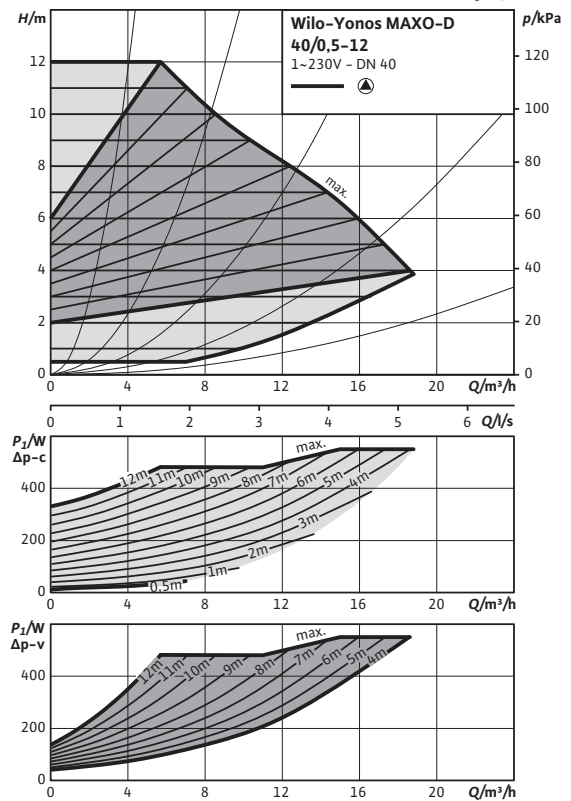 H/m
p/kPa
Wilo-Yonos MAXO-D
40/0,5-12
1~230V - DN 40
12
10
8
6
4
2
0
120
100
80
60
40
20
0
max.
0 4 8 12 16 20 Q/m³/h
0 1 2 3 4 5 6 Q/l/s
P₁/W
Δp-c
400
200
0
12m 11m 10m 9m 8m 7m 6m 5m 4m
max.
3m
2m
1m
0,5m
0 4 8 12 16 20 Q/m³/h
P₁/W
Δp-v
400
200
0
12m 11m 10m 9m 8m 7m 6m 5m 4m
max.
0 4 8 12 16 20 Q/m³/h